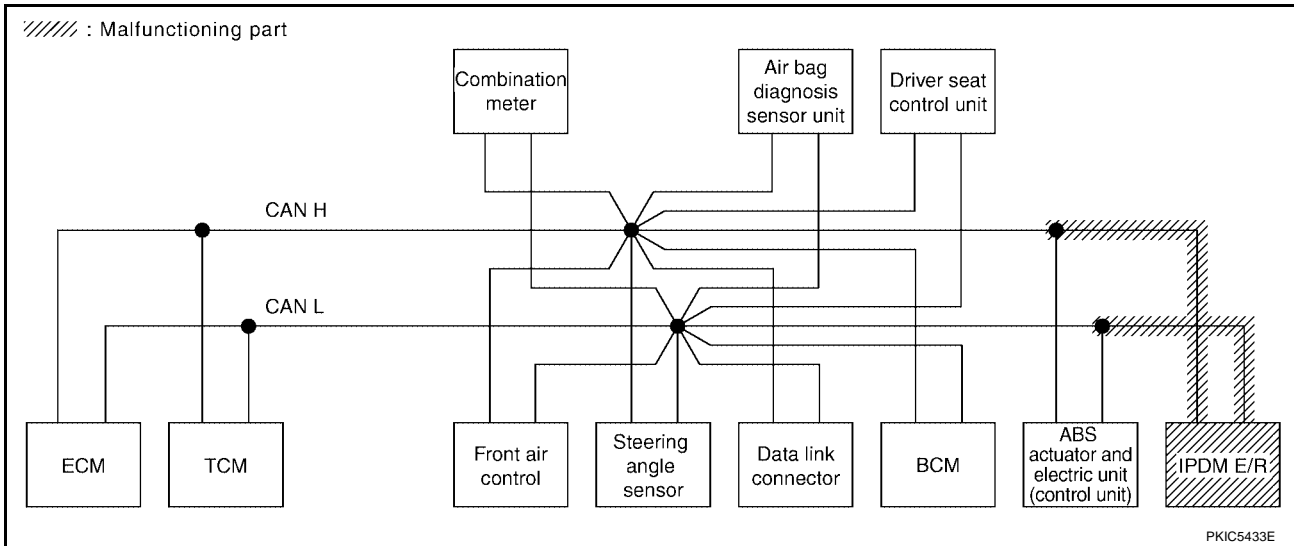 : Malfunctioning part
Combination
meter
Air bag
diagnosis
sensor unit
Driver seat
control unit
CAN H
CAN L
ECM
TCM
Front air
control
Steering
angle
sensor
Data link
connector
BCM
ABS
actuator and
electric unit
(control unit)
IPDM E/R
PKIC5433E